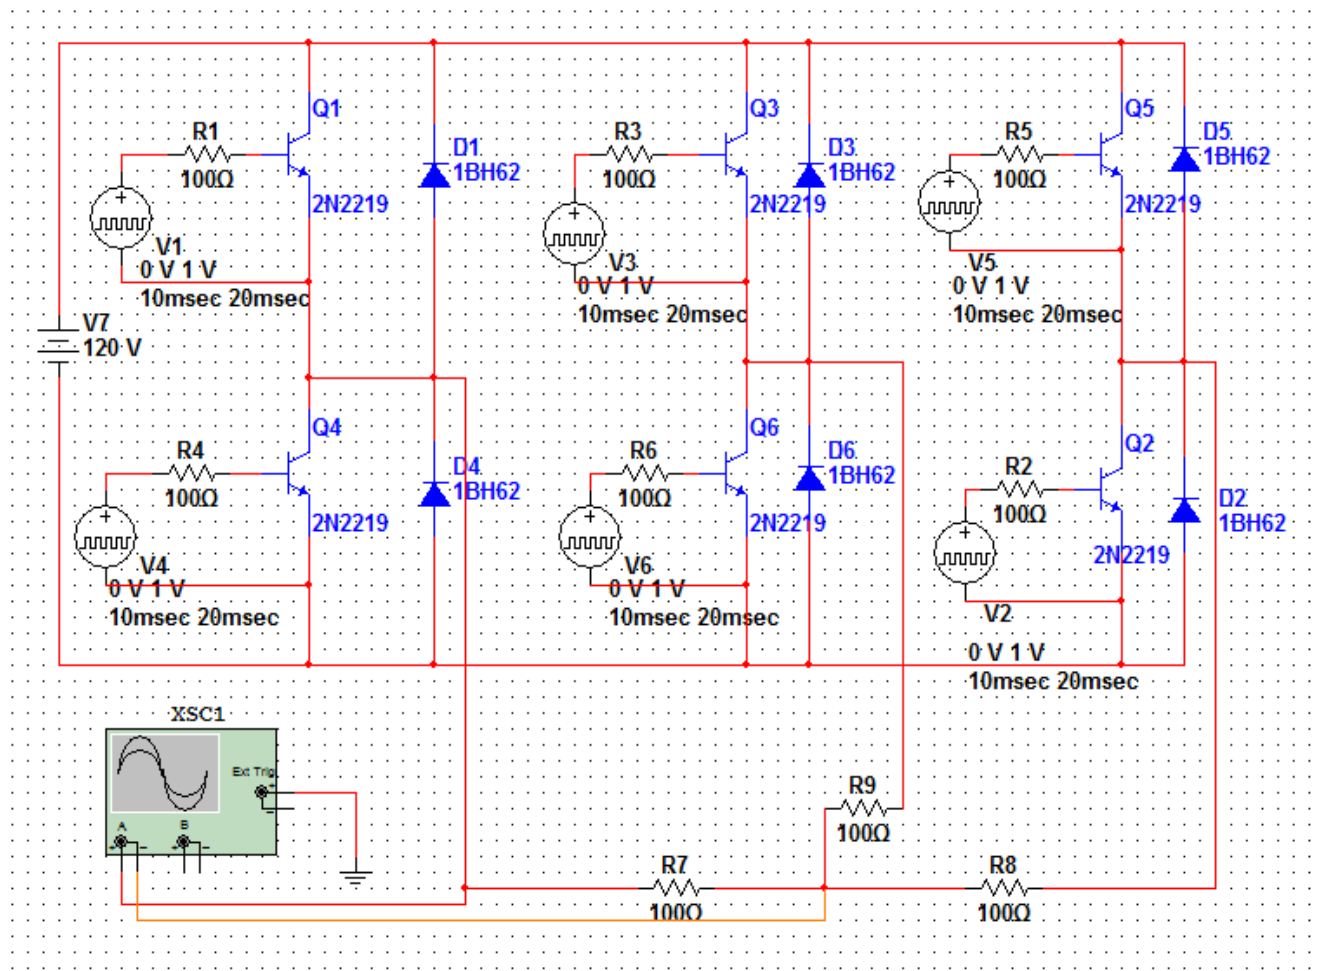 Q1
R1
100Ω
D1
1BH62
2N2219
V1
0 V 1 V
10msec 20msec
Q3
R3
100Ω
D3
1BH62
2N2219
V3
0 V 1 V
10msec 20msec
Q5
R5
100Ω
D5
1BH62
2N2219
V5
0 V 1 V
10msec 20msec
V7
120 V
Q4
R4
100Ω
D4
1BH62
2N2219
V4
0 V 1 V
10msec 20msec
Q6
R6
100Ω
D6
1BH62
2N2219
V6
0 V 1 V
10msec 20msec
Q2
R2
100Ω
D2
1BH62
2N2219
V2
0 V 1 V
10msec 20msec
XSC1
Ext Trig
A
B
R9
100Ω
R7
100Ω
R8
100Ω